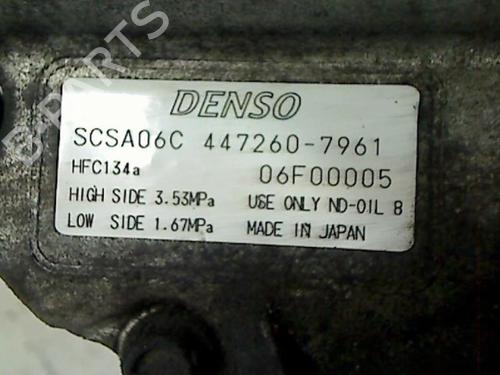 B-PARTS
DENSO
SCSA06C 447260-7961
HFC134a 06F00005
HIGH SIDE 3.53MPa USE ONLY ND-OIL 8
LOW SIDE 1.67MPa MADE IN JAPAN